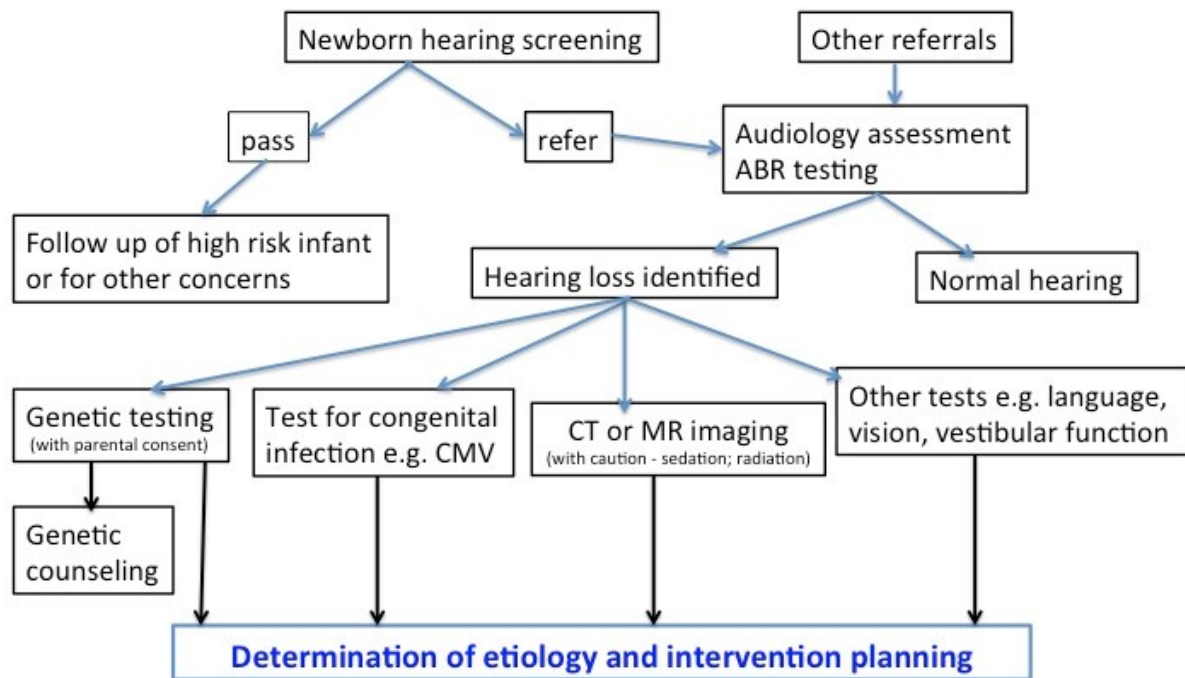 Newborn hearing screening
Other referrals
pass
refer
Audiology assessment
ABR testing
Follow up of high risk infant
or for other concerns
Hearing loss identified
Normal hearing
Genetic testing
(with parental consent)
Test for congenital
infection e.g. CMV
CT or MR imaging
(with caution - sedation; radiation)
Other tests e.g. language,
vision, vestibular function
Genetic
counseling
Determination of etiology and intervention planning